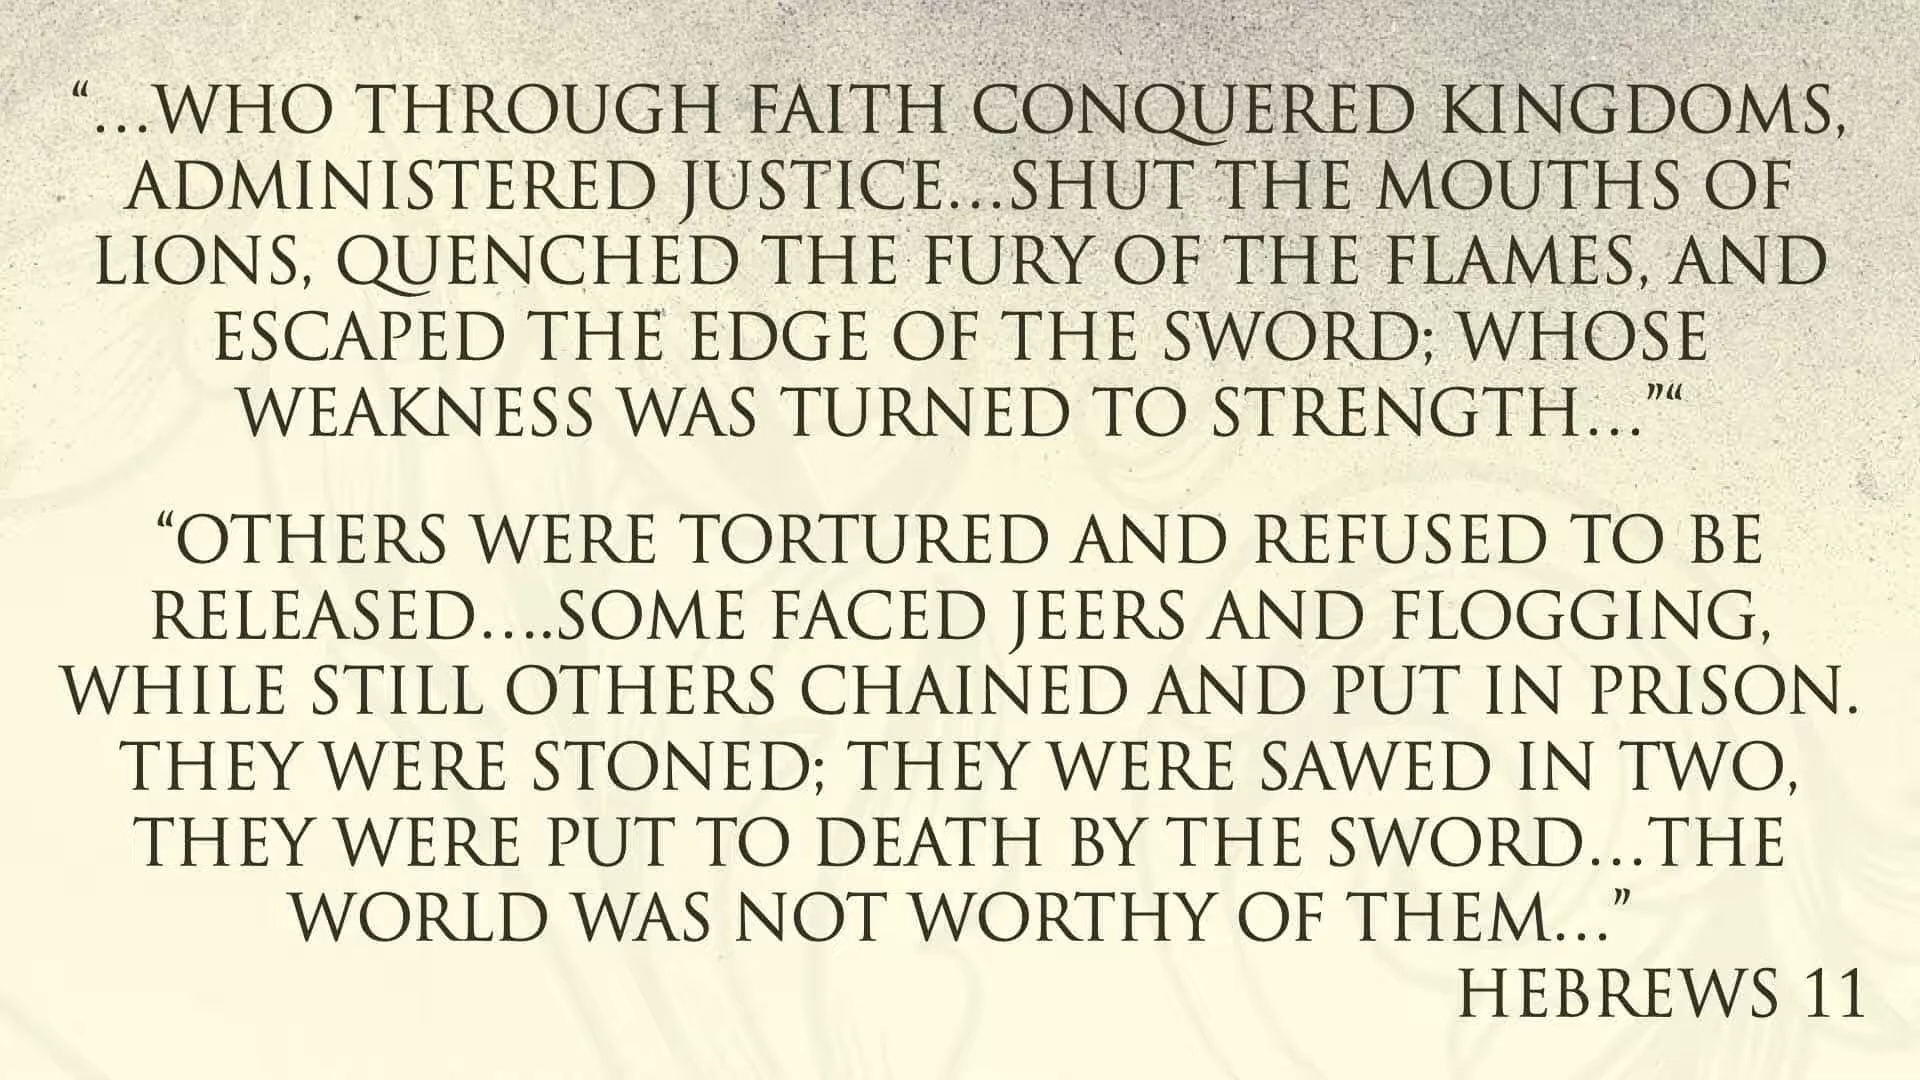 “…WHO THROUGH FAITH CONQUERED KINGDOMS,
ADMINISTERED JUSTICE…SHUT THE MOUTHS OF
LIONS, QUENCHED THE FURY OF THE FLAMES, AND
ESCAPED THE EDGE OF THE SWORD; WHOSE
WEAKNESS WAS TURNED TO STRENGTH…”“
“OTHERS WERE TORTURED AND REFUSED TO BE
RELEASED….SOME FACED JEERS AND FLOGGING,
WHILE STILL OTHERS CHAINED AND PUT IN PRISON.
THEY WERE STONED; THEY WERE SAWED IN TWO,
THEY WERE PUT TO DEATH BY THE SWORD…THE
WORLD WAS NOT WORTHY OF THEM…”
HEBREWS 11